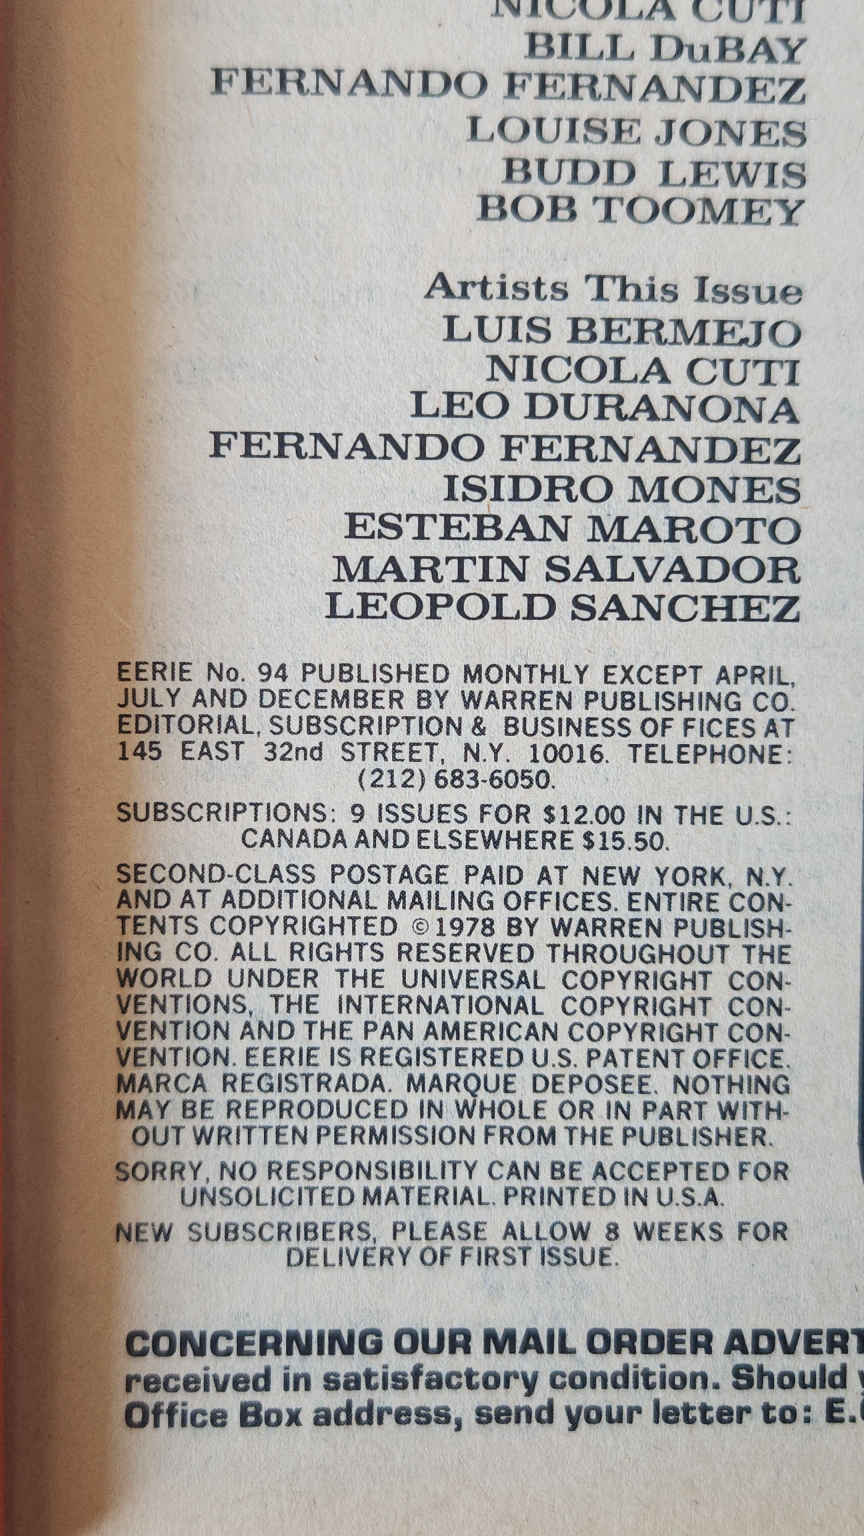 NICOLA CUTI
BILL DuBAY
FERNANDO FERNANDEZ
LOUISE JONES
BUDD LEWIS
BOB TOOMEY
Artists This Issue
LUIS BERMEJO
NICOLA CUTI
LEO DURANONA
FERNANDO FERNANDEZ
ISIDRO MONES
ESTEBAN MAROTO
MARTIN SALVADOR
LEOPOLD SANCHEZ
EERIE No. 94 PUBLISHED MONTHLY EXCEPT APRIL,
JULY AND DECEMBER BY WARREN PUBLISHING CO.
EDITORIAL, SUBSCRIPTION & BUSINESS OF FICES AT
145 EAST 32nd STREET, N.Y. 10016. TELEPHONE:
(212) 683-6050.
SUBSCRIPTIONS: 9 ISSUES FOR $12.00 IN THE U.S.:
CANADA AND ELSEWHERE $15.50.
SECOND-CLASS POSTAGE PAID AT NEW YORK, N.Y.
AND AT ADDITIONAL MAILING OFFICES. ENTIRE CON-
TENTS COPYRIGHTED ©1978 BY WARREN PUBLISH-
ING CO. ALL RIGHTS RESERVED THROUGHOUT THE
WORLD UNDER THE UNIVERSAL COPYRIGHT CON-
VENTIONS, THE INTERNATIONAL COPYRIGHT CON-
VENTION AND THE PAN AMERICAN COPYRIGHT CON-
VENTION. EERIE IS REGISTERED U.S. PATENT OFFICE.
MARCA REGISTRADA. MARQUE DEPOSEE. NOTHING
MAY BE REPRODUCED IN WHOLE OR IN PART WITH-
OUT WRITTEN PERMISSION FROM THE PUBLISHER.
SORRY, NO RESPONSIBILITY CAN BE ACCEPTED FOR
UNSOLICITED MATERIAL. PRINTED IN U.S.A.
NEW SUBSCRIBERS, PLEASE ALLOW 8 WEEKS FOR
DELIVERY OF FIRST ISSUE.
CONCERNING OUR MAIL ORDER ADVERT
received in satisfactory condition. Should
Office Box address, send your letter to: E.